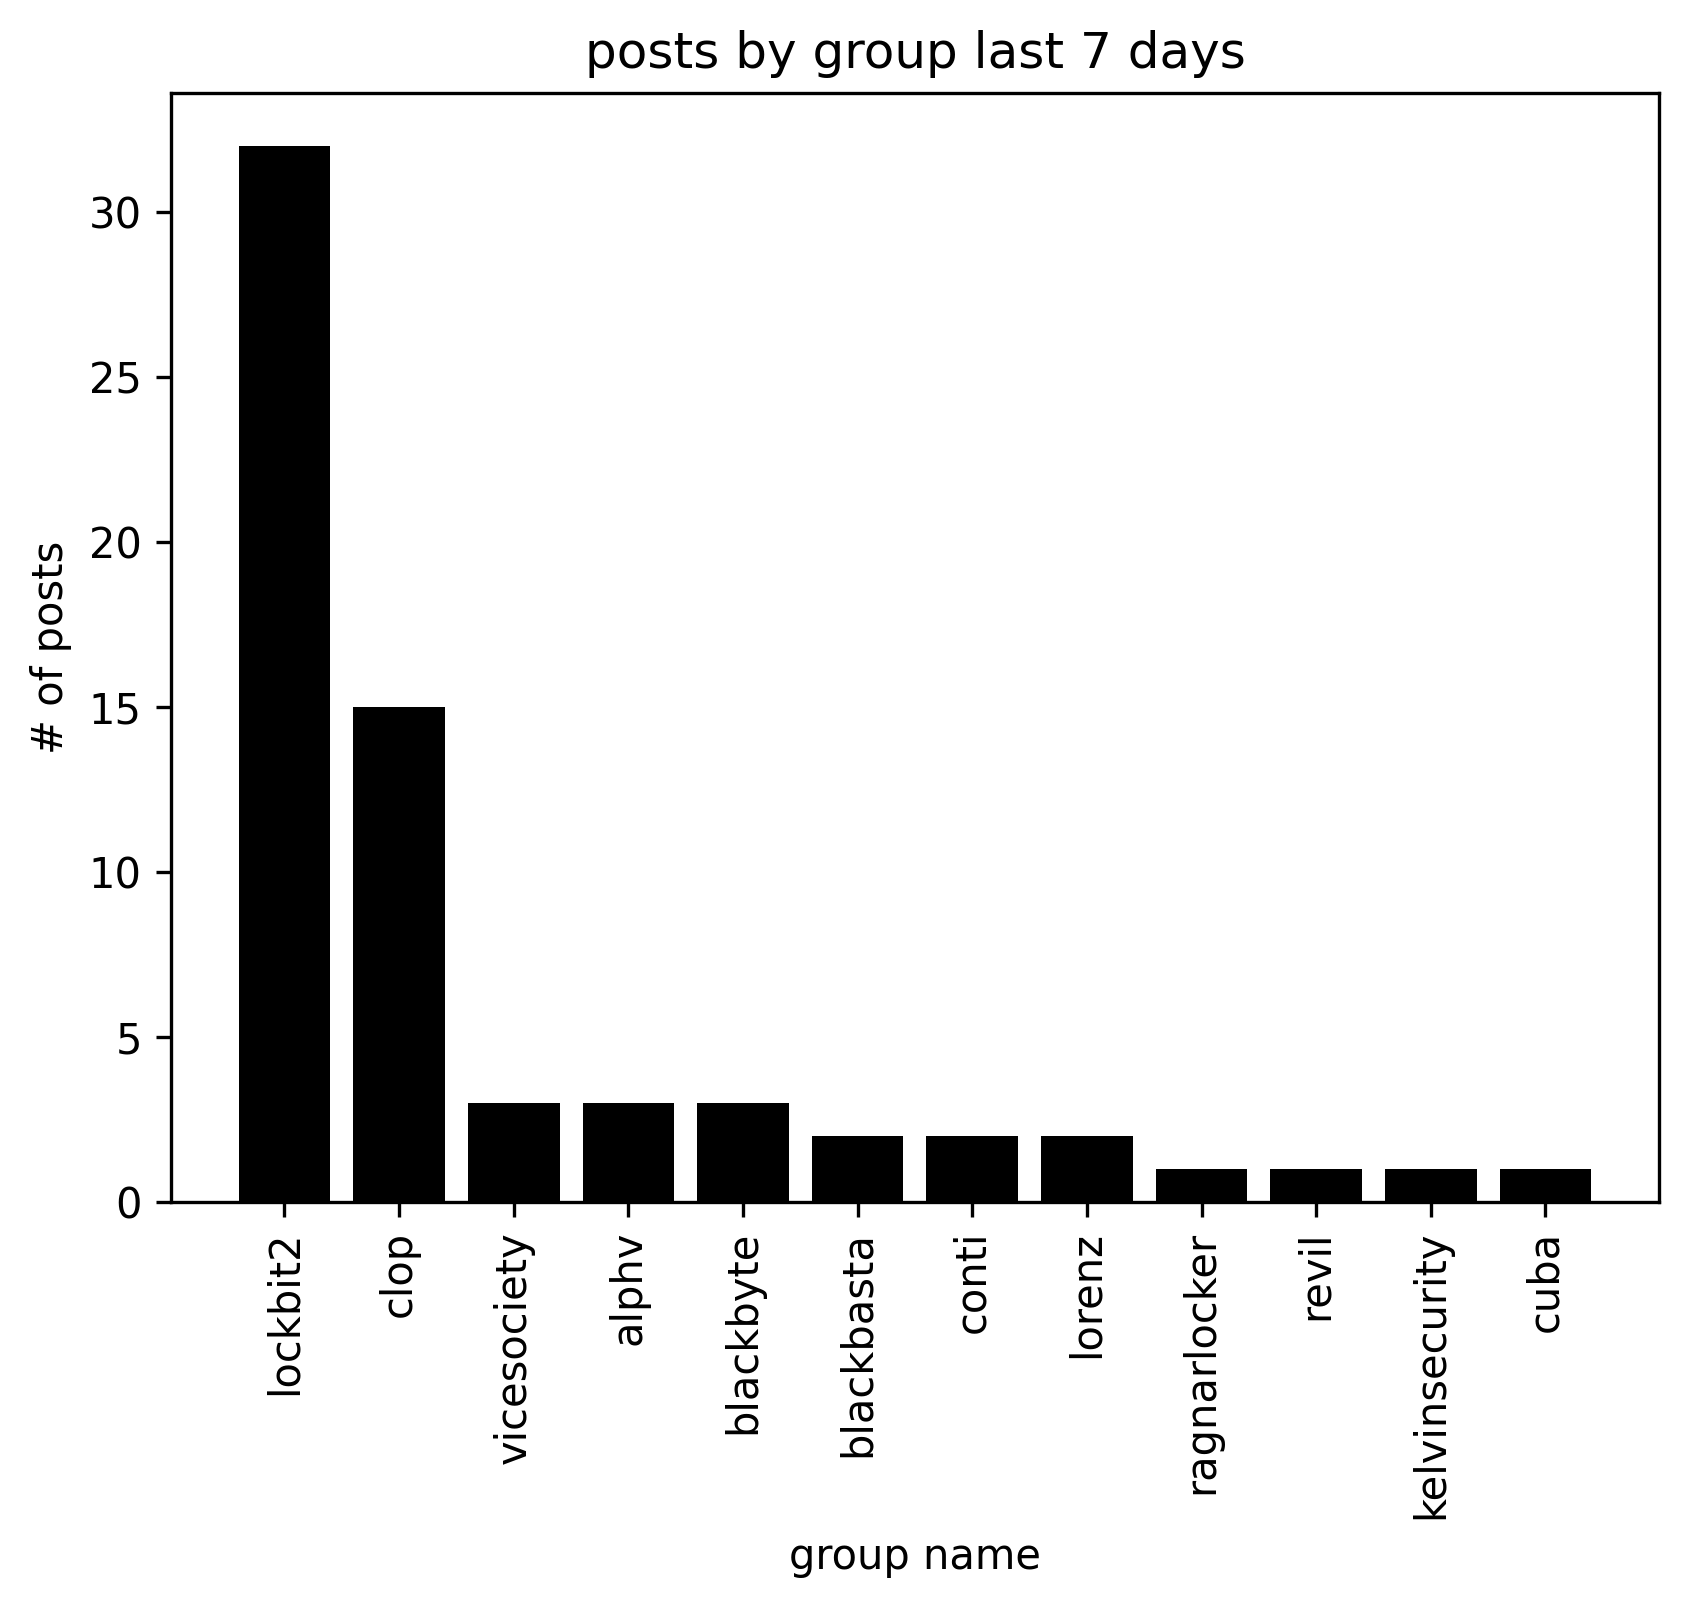 posts by group last 7 days
# of posts
30
25
20
15
10
5
0
lockbit2
clop
vicesociety
alphv
blackbyte
blackbasta
conti
lorenz
ragnarlocker
revil
kelvinsecurity
cuba
group name